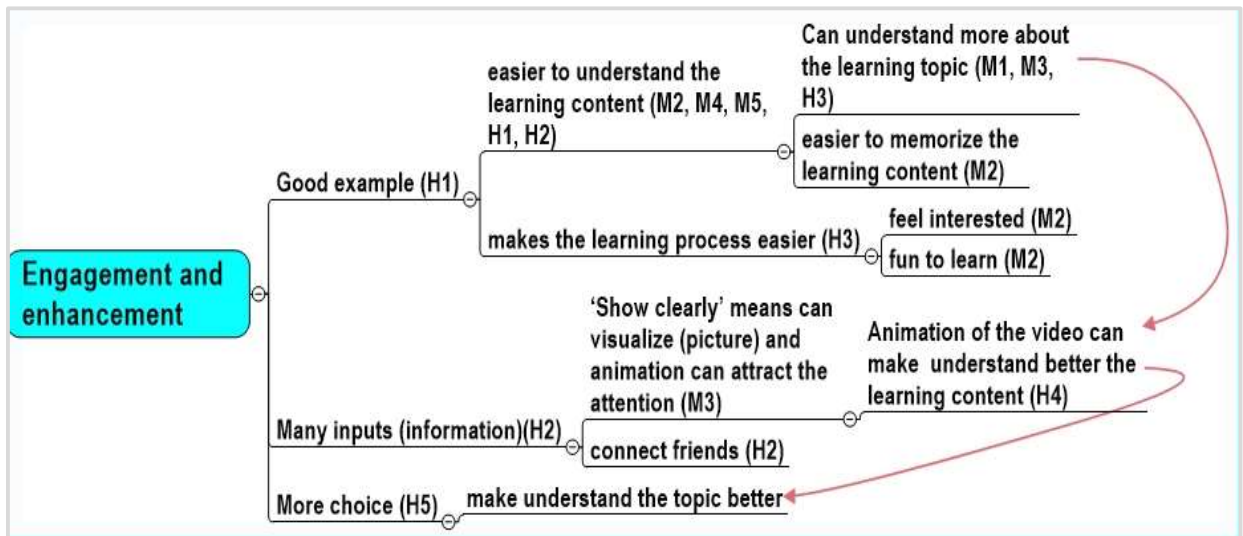 Engagement and
enhancement
Good example (H1)
easier to understand the
learning content (M2, M4, M5,
H1, H2)
Can understand more about
the learning topic (M1, M3,
H3)
easier to memorize the
learning content (M2)
makes the learning process easier (H3)
feel interested (M2)
fun to learn (M2)
Many inputs (information)(H2)
‘Show clearly’ means can
visualize (picture) and
animation can attract the
attention (M3)
Animation of the video can
make understand better the
learning content (H4)
connect friends (H2)
More choice (H5)
make understand the topic better